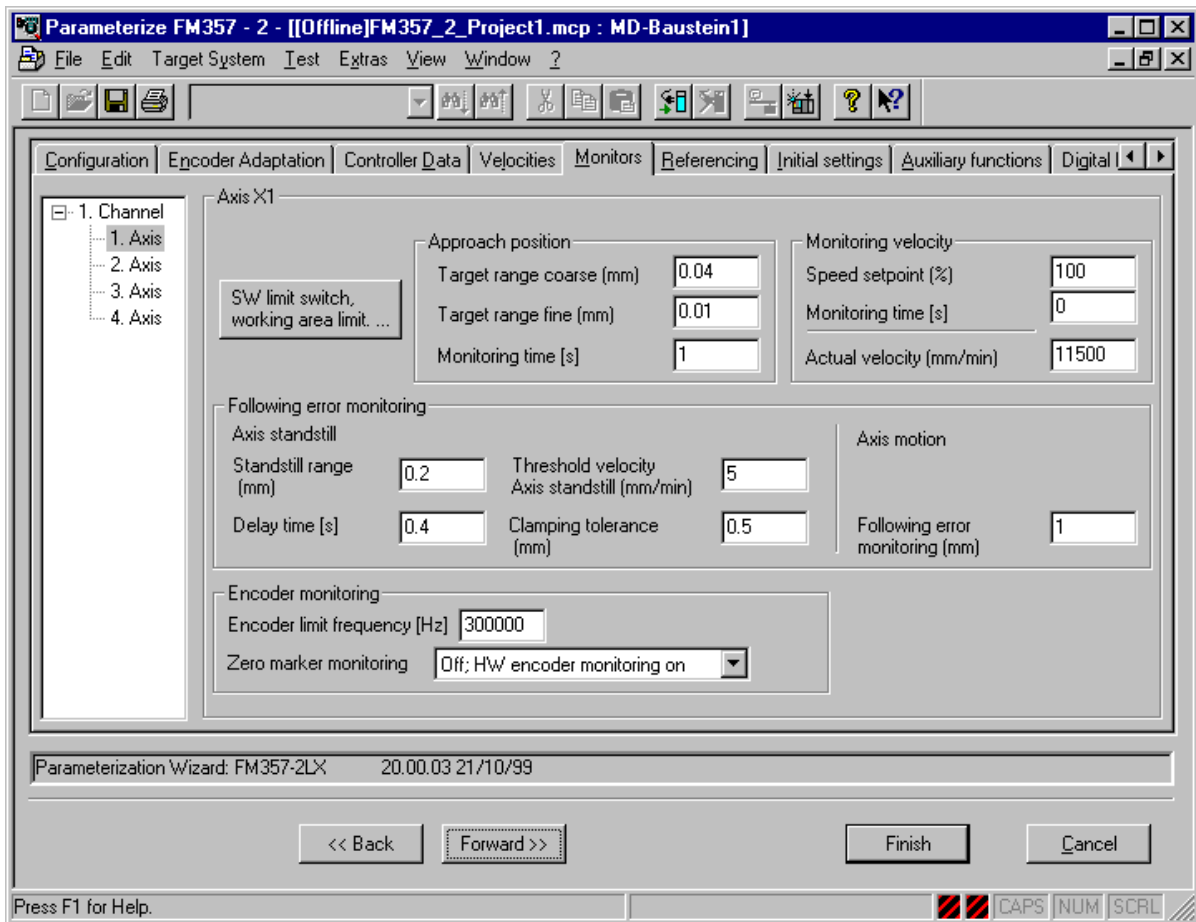 Parameterize FM357 - 2 - [[Offline]FM357_2_Project1.mcp : MD-Baustein1]
File Edit Target System Test Extras View Window ?
Configuration Encoder Adaptation Controller Data Velocities Monitors Referencing Initial settings Auxiliary functions Digital
1. Channel
1. Axis
2. Axis
3. Axis
4. Axis
Axis X1
SW limit switch,
working area limit. ...
Approach position
Target range coarse (mm) 0.04
Target range fine (mm) 0.01
Monitoring time [s] 1
Monitoring velocity
Speed setpoint (%) 100
Monitoring time [s] 0
Actual velocity (mm/min) 11500
Following error monitoring
Axis standstill
Standstill range
(mm)
0.2
Threshold velocity
Axis standstill (mm/min)
5
Delay time [s] 0.4
Clamping tolerance
(mm)
0.5
Axis motion
Following error
monitoring (mm)
1
Encoder monitoring
Encoder limit frequency [Hz] 300000
Zero marker monitoring Off; HW encoder monitoring on
Parameterization Wizard: FM357-2LX 20.00.03 21/10/99
<< Back Forward >> Finish Cancel
Press F1 for Help. CAPS NUM SCRL